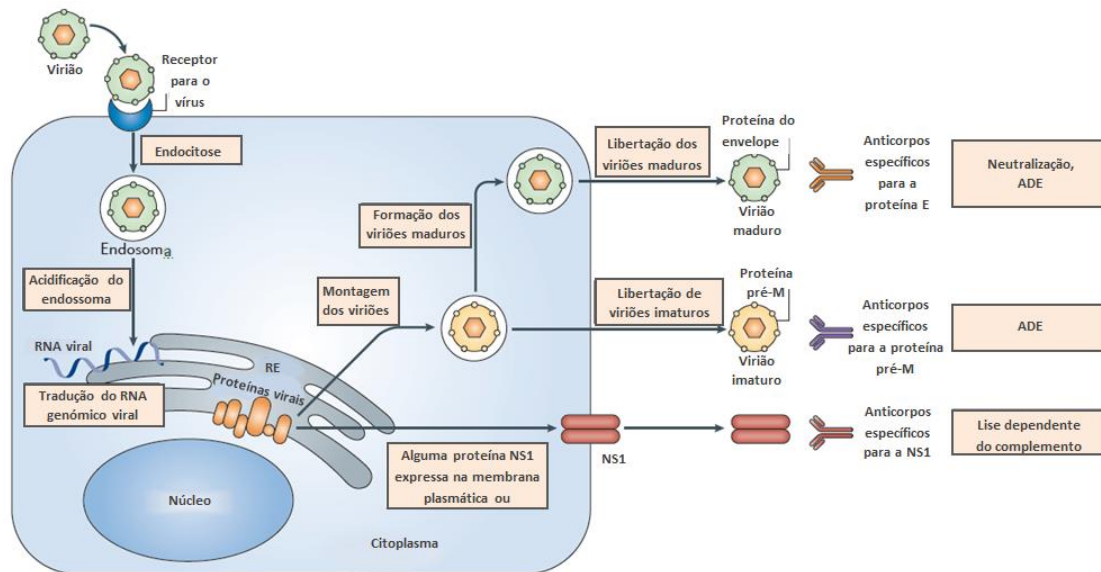 Virião
Receptor
para o
vírus
Endocitose
Endosoma
Acidificação do
endossoma
RNA viral
Tradução do RNA
genómico viral
RE
Proteínas virais
Núcleo
Citoplasma
Montagem
dos viriões
Formação dos
viriões maduros
Libertação dos
viriões maduros
Proteína do
envelope
Virião
maduro
Anticorpos
específicos
para a
proteína E
Neutralização,
ADE
Libertação de
viriões imaturos
Proteína
pré-M
Virião
imaturo
Anticorpos
específicos
para a proteína
pré-M
ADE
Alguma proteína NS1
expressa na membrana
plasmática ou
NS1
Anticorpos
específicos
para a NS1
Lise dependente
do complemento